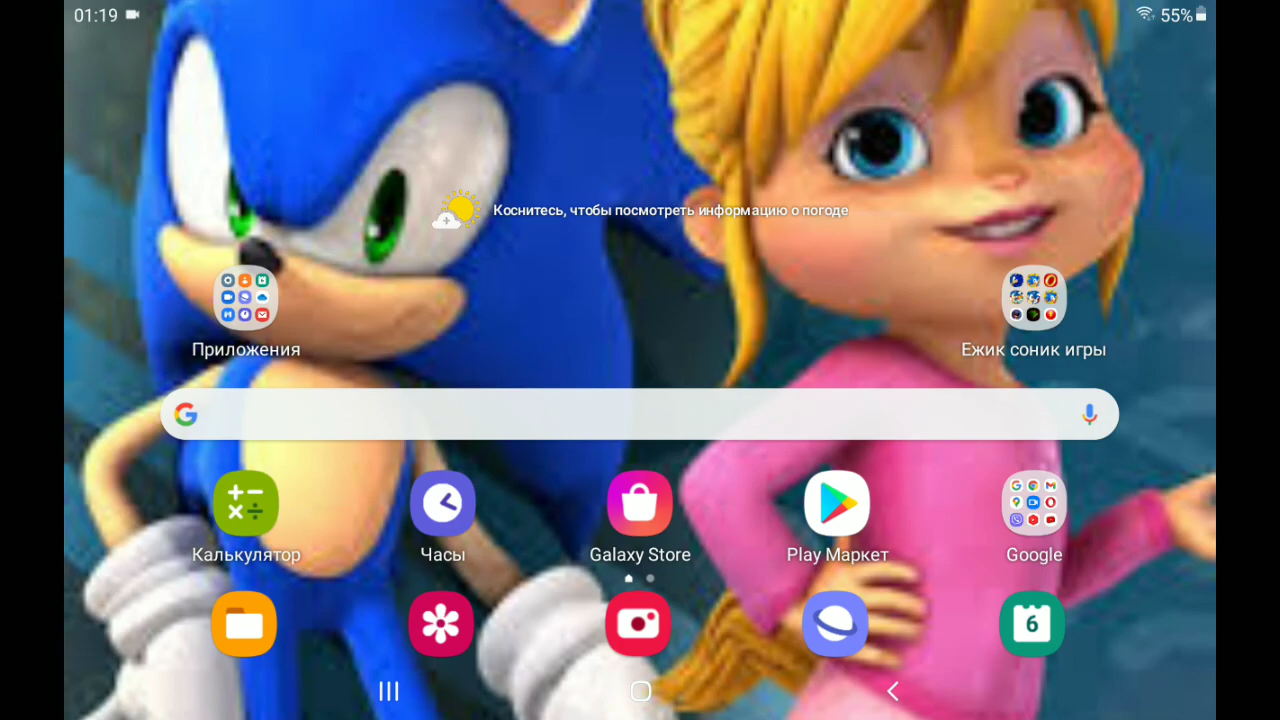 01:19
55%
Коснитесь, чтобы посмотреть информацию о погоде
Приложения
Ежик соник игры
Калькулятор
Часы
Galaxy Store
Play Маркет
Google
6